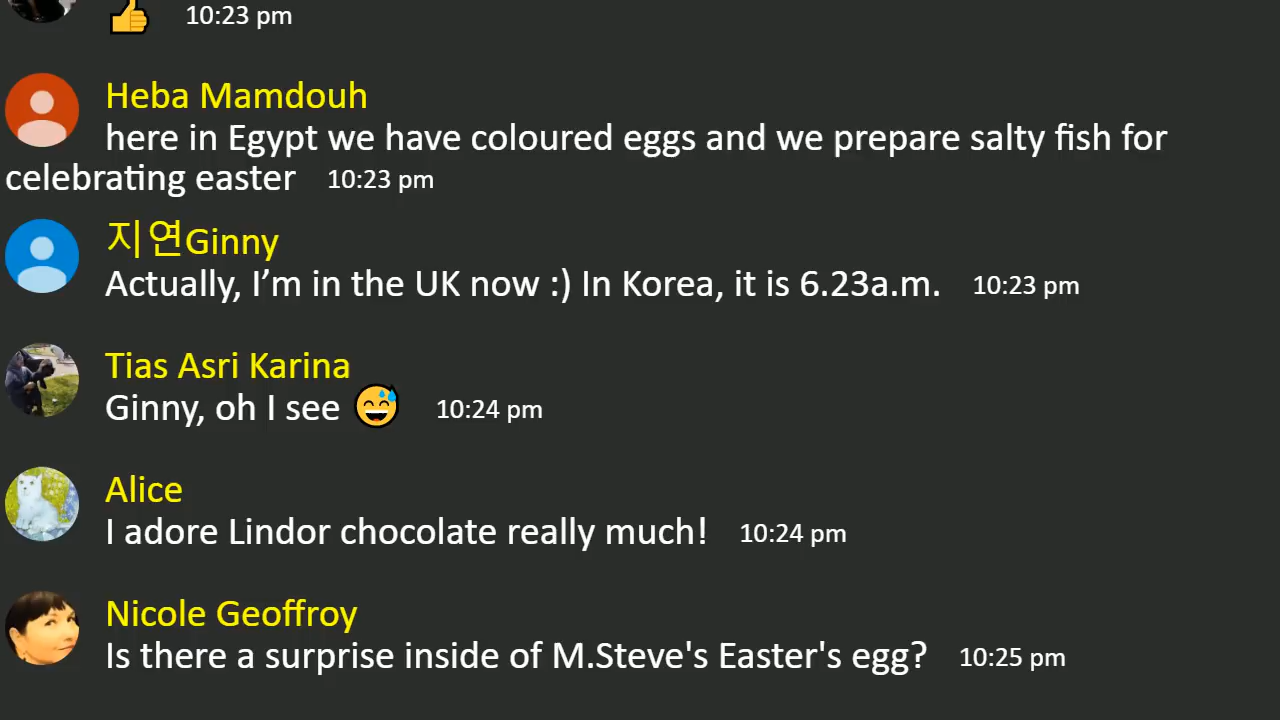 10:23 pm
Heba Mamdouh
here in Egypt we have coloured eggs and we prepare salty fish for
celebrating easter 10:23 pm
지연Ginny
Actually, I’m in the UK now :) In Korea, it is 6.23a.m. 10:23 pm
Tias Asri Karina
Ginny, oh I see 10:24 pm
Alice
I adore Lindor chocolate really much! 10:24 pm
Nicole Geoffroy
Is there a surprise inside of M.Steve's Easter's egg? 10:25 pm